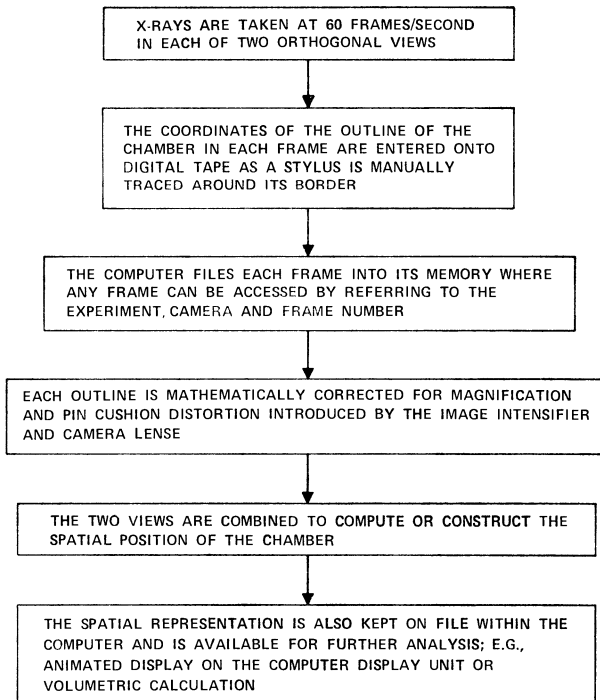 X-RAYS ARE TAKEN AT 60 FRAMES/SECOND
IN EACH OF TWO ORTHOGONAL VIEWS
THE COORDINATES OF THE OUTLINE OF THE
CHAMBER IN EACH FRAME ARE ENTERED ONTO
DIGITAL TAPE AS A STYLUS IS MANUALLY
TRACED AROUND ITS BORDER
THE COMPUTER FILES EACH FRAME INTO ITS MEMORY WHERE
ANY FRAME CAN BE ACCESSED BY REFERRING TO THE
EXPERIMENT, CAMERA AND FRAME NUMBER
EACH OUTLINE IS MATHEMATICALLY CORRECTED FOR MAGNIFICATION
AND PIN CUSHION DISTORTION INTRODUCED BY THE IMAGE INTENSIFIER
AND CAMERA LENSE
THE TWO VIEWS ARE COMBINED TO COMPUTE OR CONSTRUCT THE
SPATIAL POSITION OF THE CHAMBER
THE SPATIAL REPRESENTATION IS ALSO KEPT ON FILE WITHIN THE
COMPUTER AND IS AVAILABLE FOR FURTHER ANALYSIS; E.G.,
ANIMATED DISPLAY ON THE COMPUTER DISPLAY UNIT OR
VOLUMETRIC CALCULATION